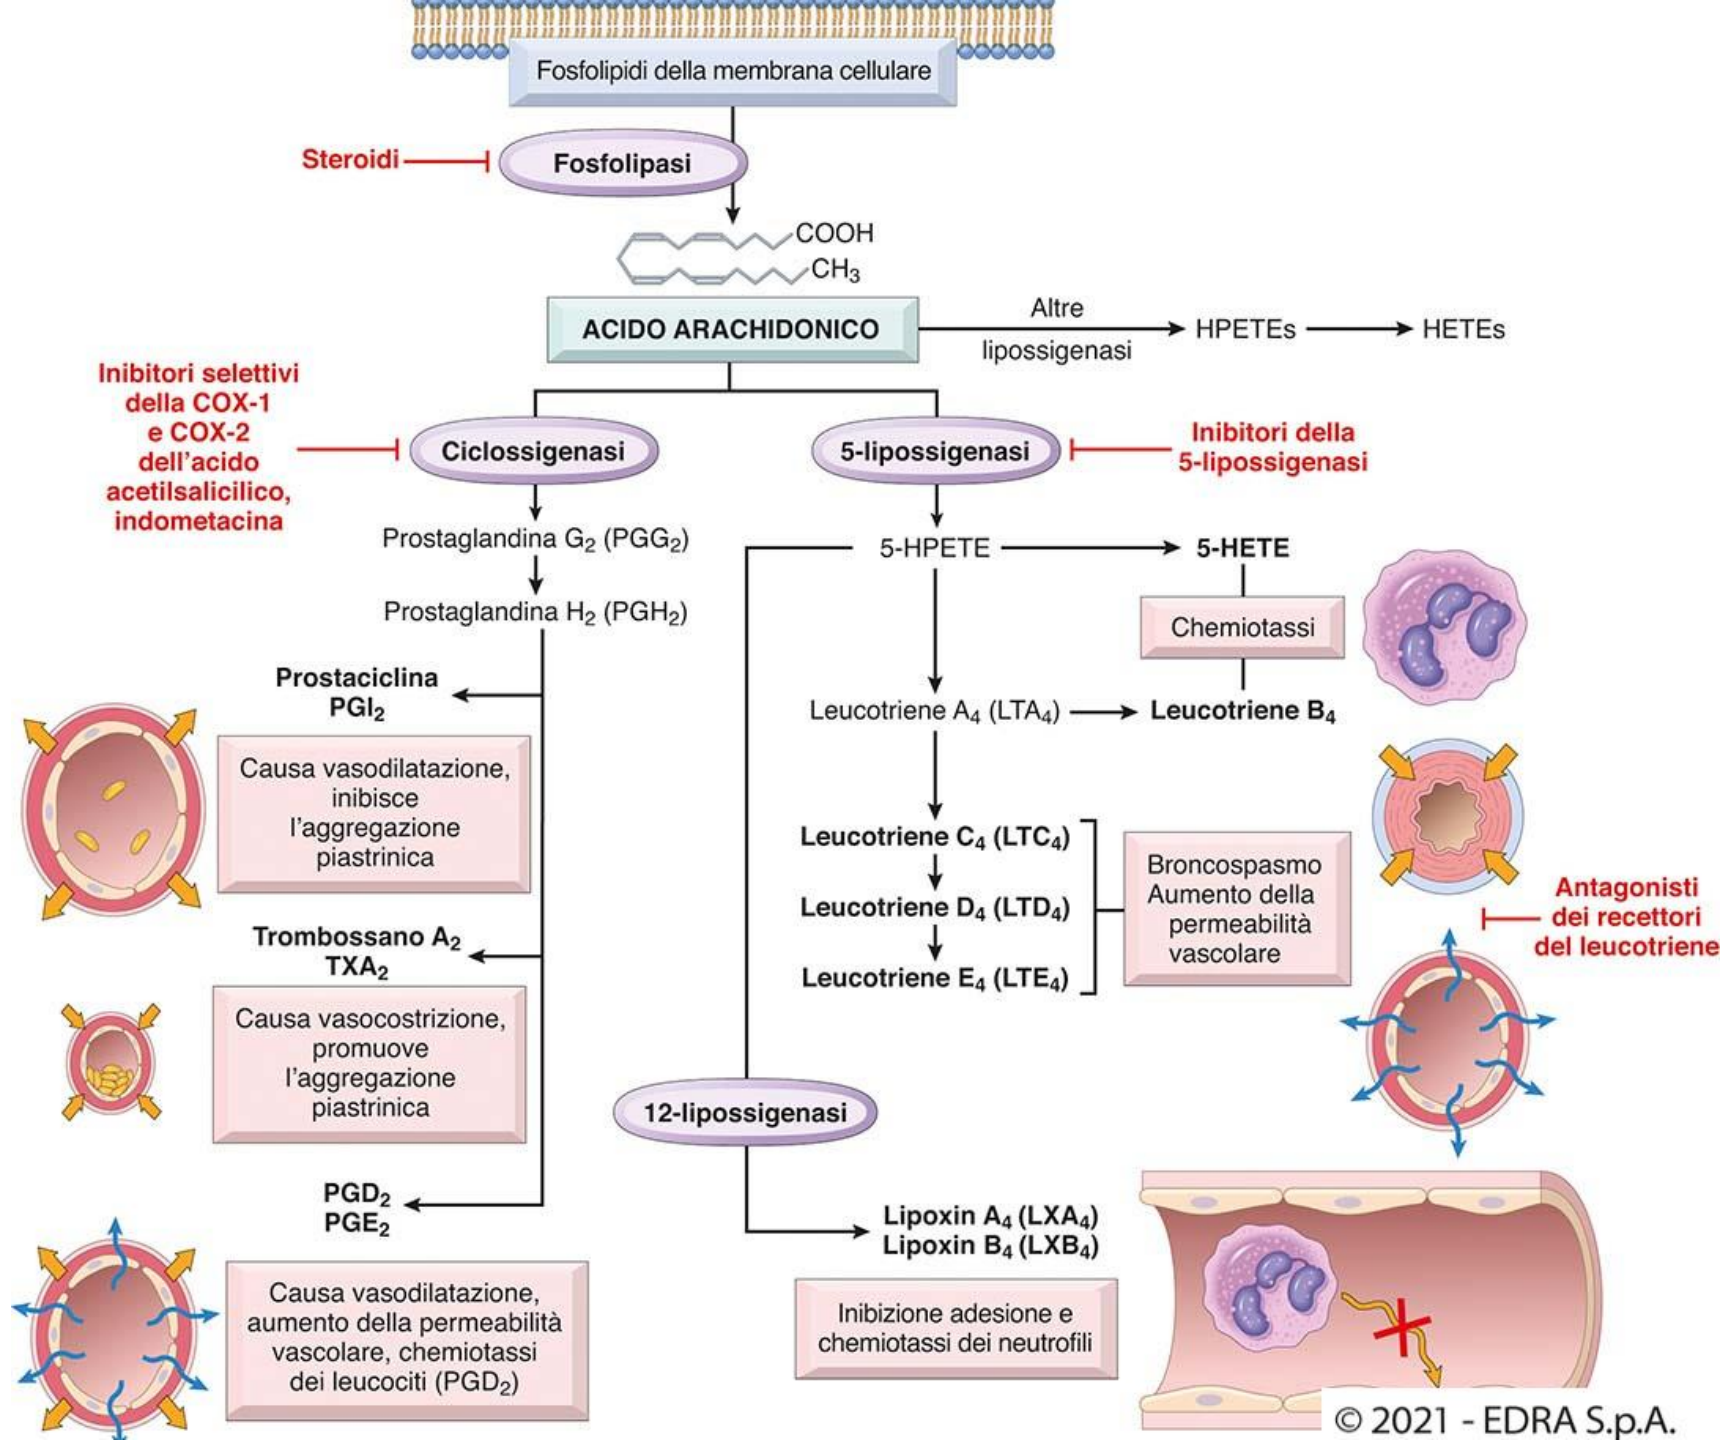 Fosfolipidi della membrana cellulare
Steroidi
Fosfolipasi
COOH
CH₃
ACIDO ARACHIDONICO
Altre
lipossigenasi
HPETEs
HETEs
Inibitori selettivi
della COX-1
e COX-2
dell'acido
acetilsalicilico,
indometacina
Ciclossigenasi
5-lipossigenasi
Inibitori della
5-lipossigenasi
Prostaglandina G₂ (PGG₂)
Prostaglandina H₂ (PGH₂)
5-HPETE
5-HETE
Chemiotassi
Leucotriene A₄ (LTA₄)
Leucotriene B₄
Prostaciclina
PGI₂
Causa vasodilatazione,
inibisce
l'aggregazione
piastrinica
Leucotriene C₄ (LTC₄)
Leucotriene D₄ (LTD₄)
Leucotriene E₄ (LTE₄)
Broncospasmo
Aumento della
permeabilità
vascolare
Antagonisti
dei recettori
del leucotriene
Trombossano A₂
TXA₂
Causa vasocostrizione,
promuove
l'aggregazione
piastrinica
12-lipossigenasi
PGD₂
PGE₂
Causa vasodilatazione,
aumento della permeabilità
vascolare, chemiotassi
dei leucociti (PGD₂)
Lipoxin A₄ (LXA₄)
Lipoxin B₄ (LXB₄)
Inibizione adesione e
chemiotassi dei neutrofili
© 2021 - EDRA S.p.A.